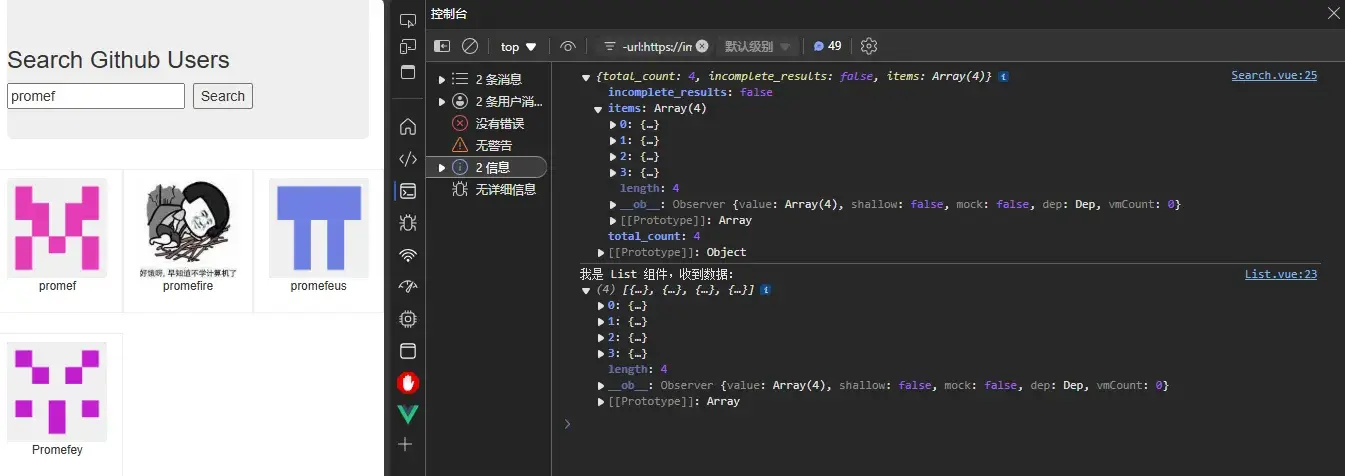 Search Github Users
promef
Search
promef
好饿呀, 早知道不学计算机了
promefire
promefeus
Promefey
控制台
top
-url:https://in
默认级别
49
2 条消息
2 条用户消...
没有错误
无警告
2 信息
无详细信息
{total_count: 4, incomplete_results: false, items: Array(4)}
Search.vue:25
incomplete_results: false
items: Array(4)
0: {…}
1: {…}
2: {…}
3: {…}
length: 4
__ob__: Observer {value: Array(4), shallow: false, mock: false, dep: Dep, vmCount: 0}
[[Prototype]]: Array
total_count: 4
[[Prototype]]: Object
我是 List 组件，收到数据:
List.vue:23
(4) [{…}, {…}, {…}, {…}]
0: {…}
1: {…}
2: {…}
3: {…}
length: 4
__ob__: Observer {value: Array(4), shallow: false, mock: false, dep: Dep, vmCount: 0}
[[Prototype]]: Array